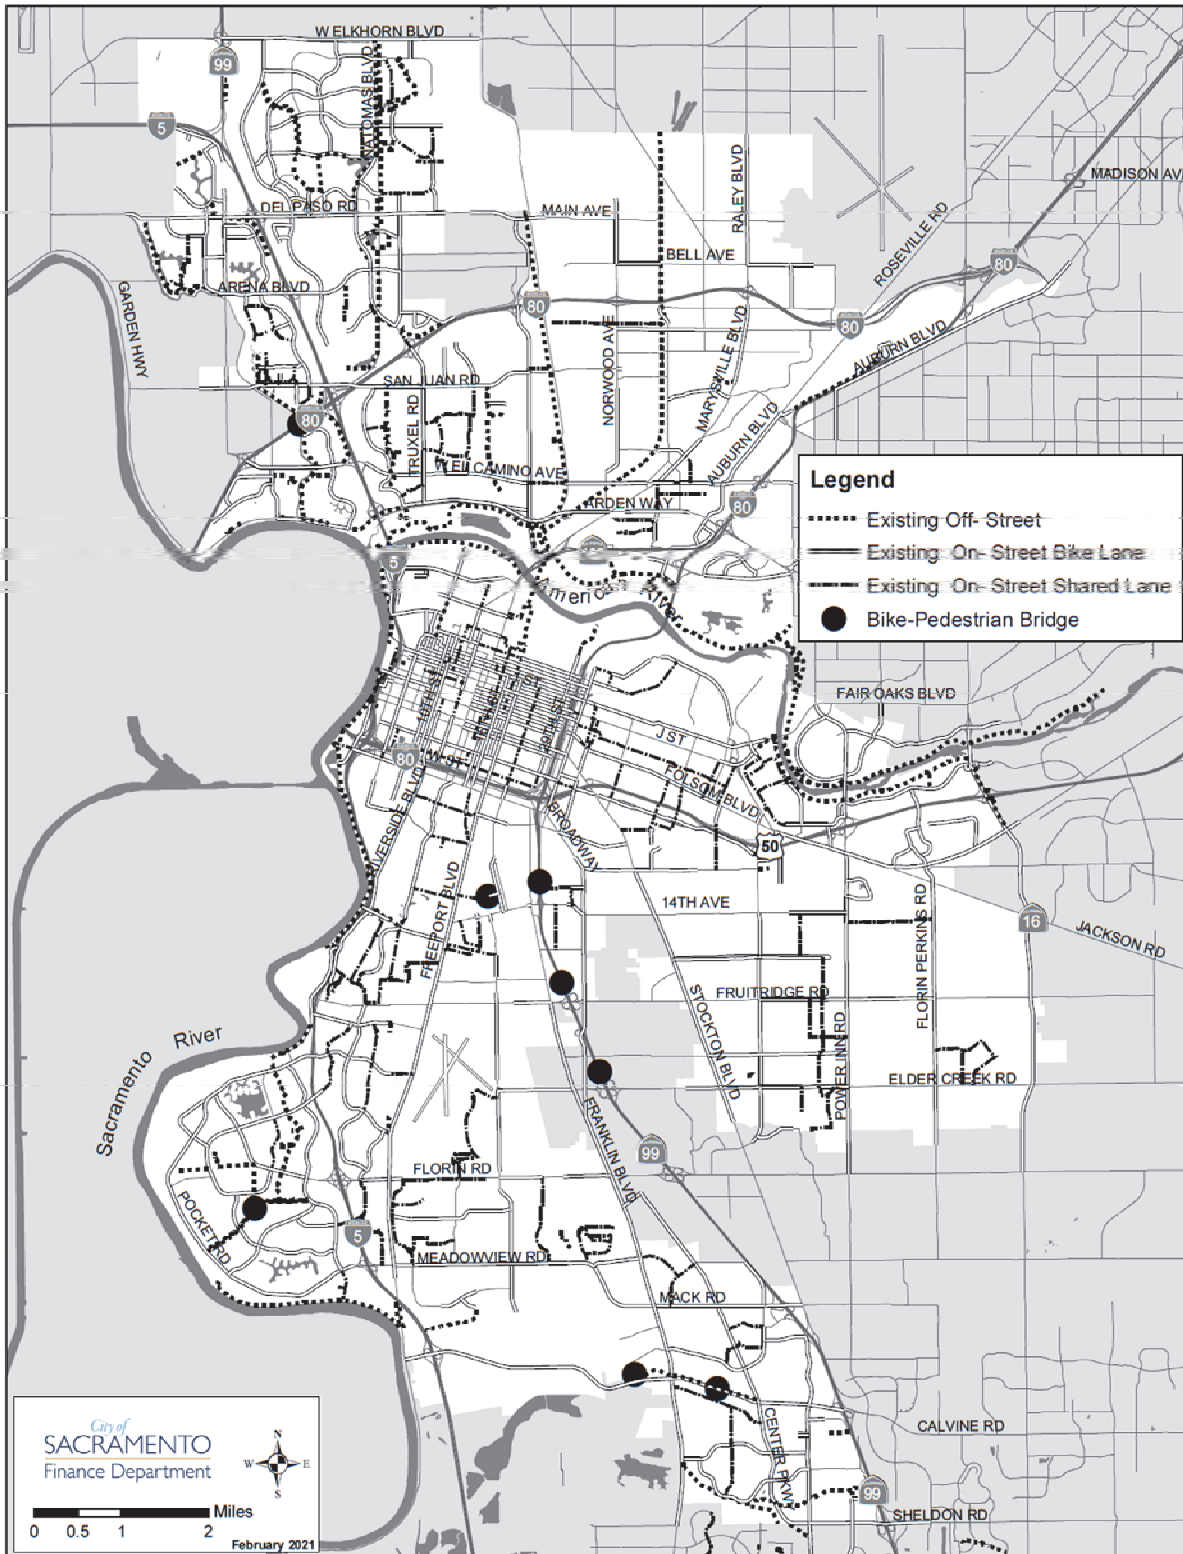 W ELKHORN BLVD
99
NATOMAS BLVD
5
RALEY BLVD
MADISON AV
DEL PASO RD
MAIN AVE
ROSEVILLE RD
BELL AVE
80
GARDEN HWY
ARENA BLVD
80
80
NORWOOD AVE
MARYSVILLE BLVD
AUBURN BLVD
SAN JUAN RD
TRUXEL RD
80
AUBURN BLVD
W EL CAMINO AVE
ARDEN WAY
80
Legend
Existing Off- Street
Existing On- Street Bike Lane
Existing On- Street Shared Lane
Bike-Pedestrian Bridge
5
American River
FAIR OAKS BLVD
J ST
80
W ST
FOLSOM BLVD
RIVERSIDE BLVD
BROADWAY
50
FREEPORT BLVD
14TH AVE
FLORIN PERKINS RD
16
JACKSON RD
FRUITRIDGE RD
STOCKTON BLVD
POWER INN RD
Sacramento River
ELDER CREEK RD
FRANKLIN BLVD
99
FLORIN RD
POCKET RD
5
MEADOWVIEW RD
MACK RD
CENTER PKWY
CALVINE RD
99
SHELDON RD
City of
SACRAMENTO
Finance Department
N
W E
S
Miles
0 0.5 1 2
February 2021